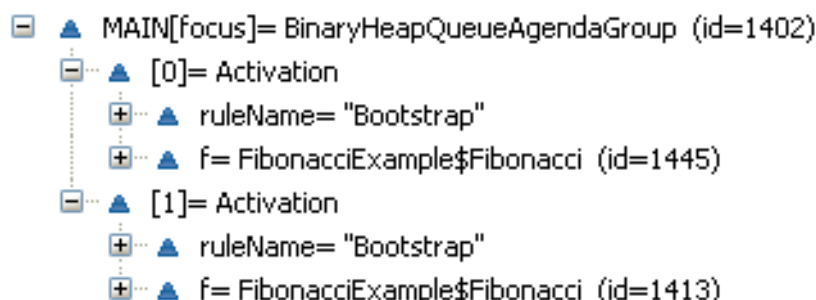 MAIN[focus]= BinaryHeapQueueAgendaGroup (id=1402)
[0]= Activation
ruleName= "Bootstrap"
f= FibonacciExample$Fibonacci (id=1445)
[1]= Activation
ruleName= "Bootstrap"
f= FibonacciExample$Fibonacci (id=1413)